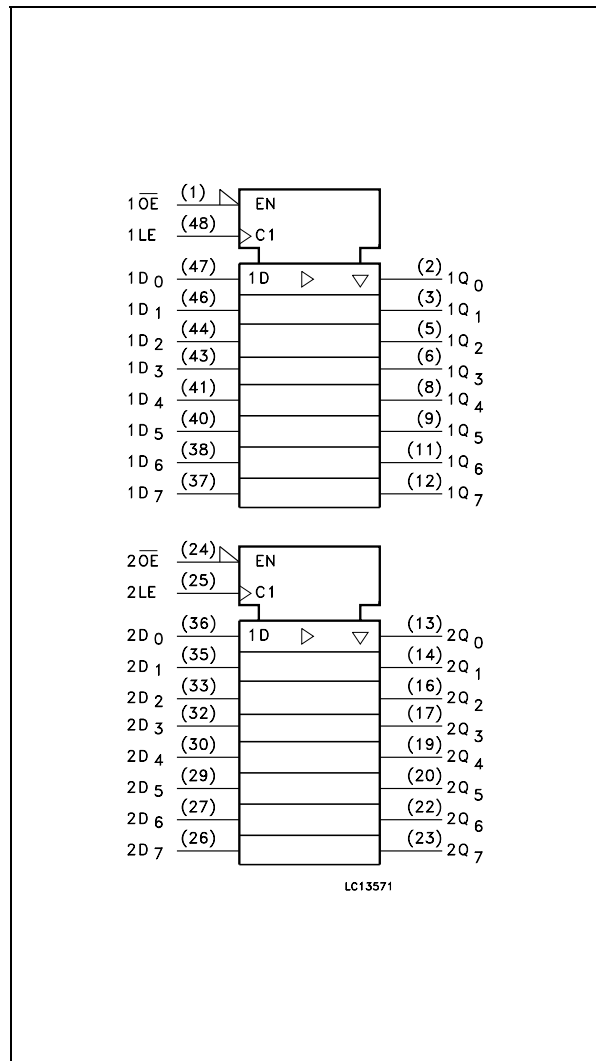 1O̅E̅ (1) EN
1LE (48) C1
1D0 (47) 1D (2) 1Q0
1D1 (46) (3) 1Q1
1D2 (44) (5) 1Q2
1D3 (43) (6) 1Q3
1D4 (41) (8) 1Q4
1D5 (40) (9) 1Q5
1D6 (38) (11) 1Q6
1D7 (37) (12) 1Q7
2O̅E̅ (24) EN
2LE (25) C1
2D0 (36) 1D (13) 2Q0
2D1 (35) (14) 2Q1
2D2 (33) (16) 2Q2
2D3 (32) (17) 2Q3
2D4 (30) (19) 2Q4
2D5 (29) (20) 2Q5
2D6 (27) (22) 2Q6
2D7 (26) (23) 2Q7
LC13571